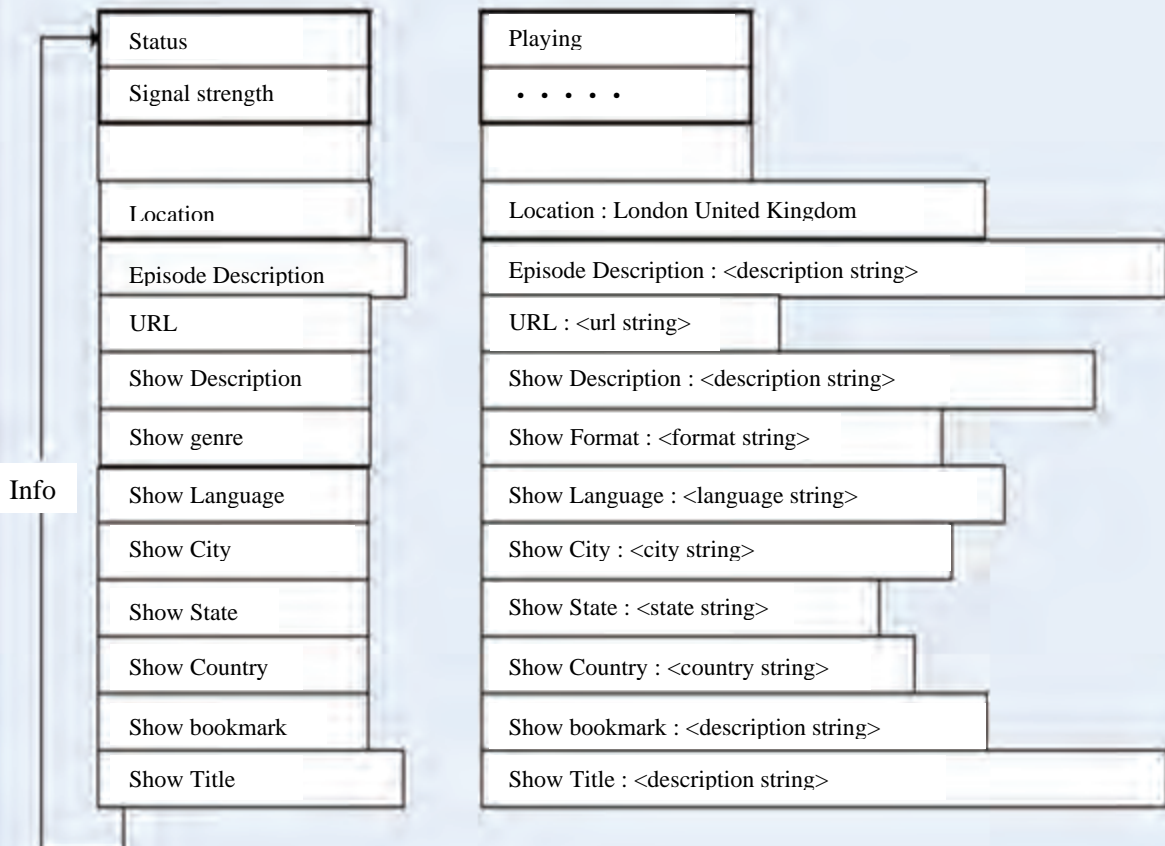 Status Playing
Signal strength . . . . .
Location Location : London United Kingdom
Episode Description Episode Description : <description string>
URL URL : <url string>
Show Description Show Description : <description string>
Show genre Show Format : <format string>
Info
Show Language Show Language : <language string>
Show City Show City : <city string>
Show State Show State : <state string>
Show Country Show Country : <country string>
Show bookmark Show bookmark : <description string>
Show Title Show Title : <description string>